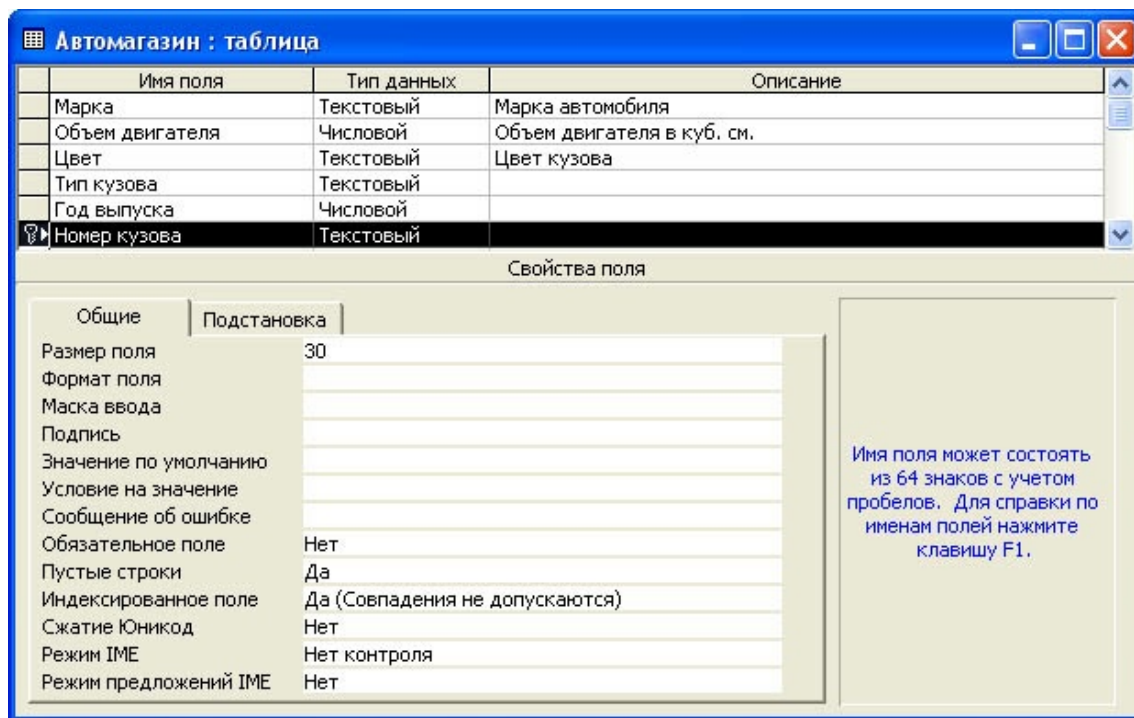 Автомагазин : таблица
Имя поля Тип данных Описание
Марка Текстовый Марка автомобиля
Объем двигателя Числовой Объем двигателя в куб. см.
Цвет Текстовый Цвет кузова
Тип кузова Текстовый
Год выпуска Числовой
Номер кузова Текстовый
Свойства поля
Общие Подстановка
Размер поля 30
Формат поля
Маска ввода
Подпись
Значение по умолчанию
Условие на значение
Сообщение об ошибке
Обязательное поле Нет
Пустые строки Да
Индексированное поле Да (Совпадения не допускаются)
Сжатие Юникод Нет
Режим IME Нет контроля
Режим предложений IME Нет
Имя поля может состоять
из 64 знаков с учетом
пробелов. Для справки по
именам полей нажмите
клавишу F1.